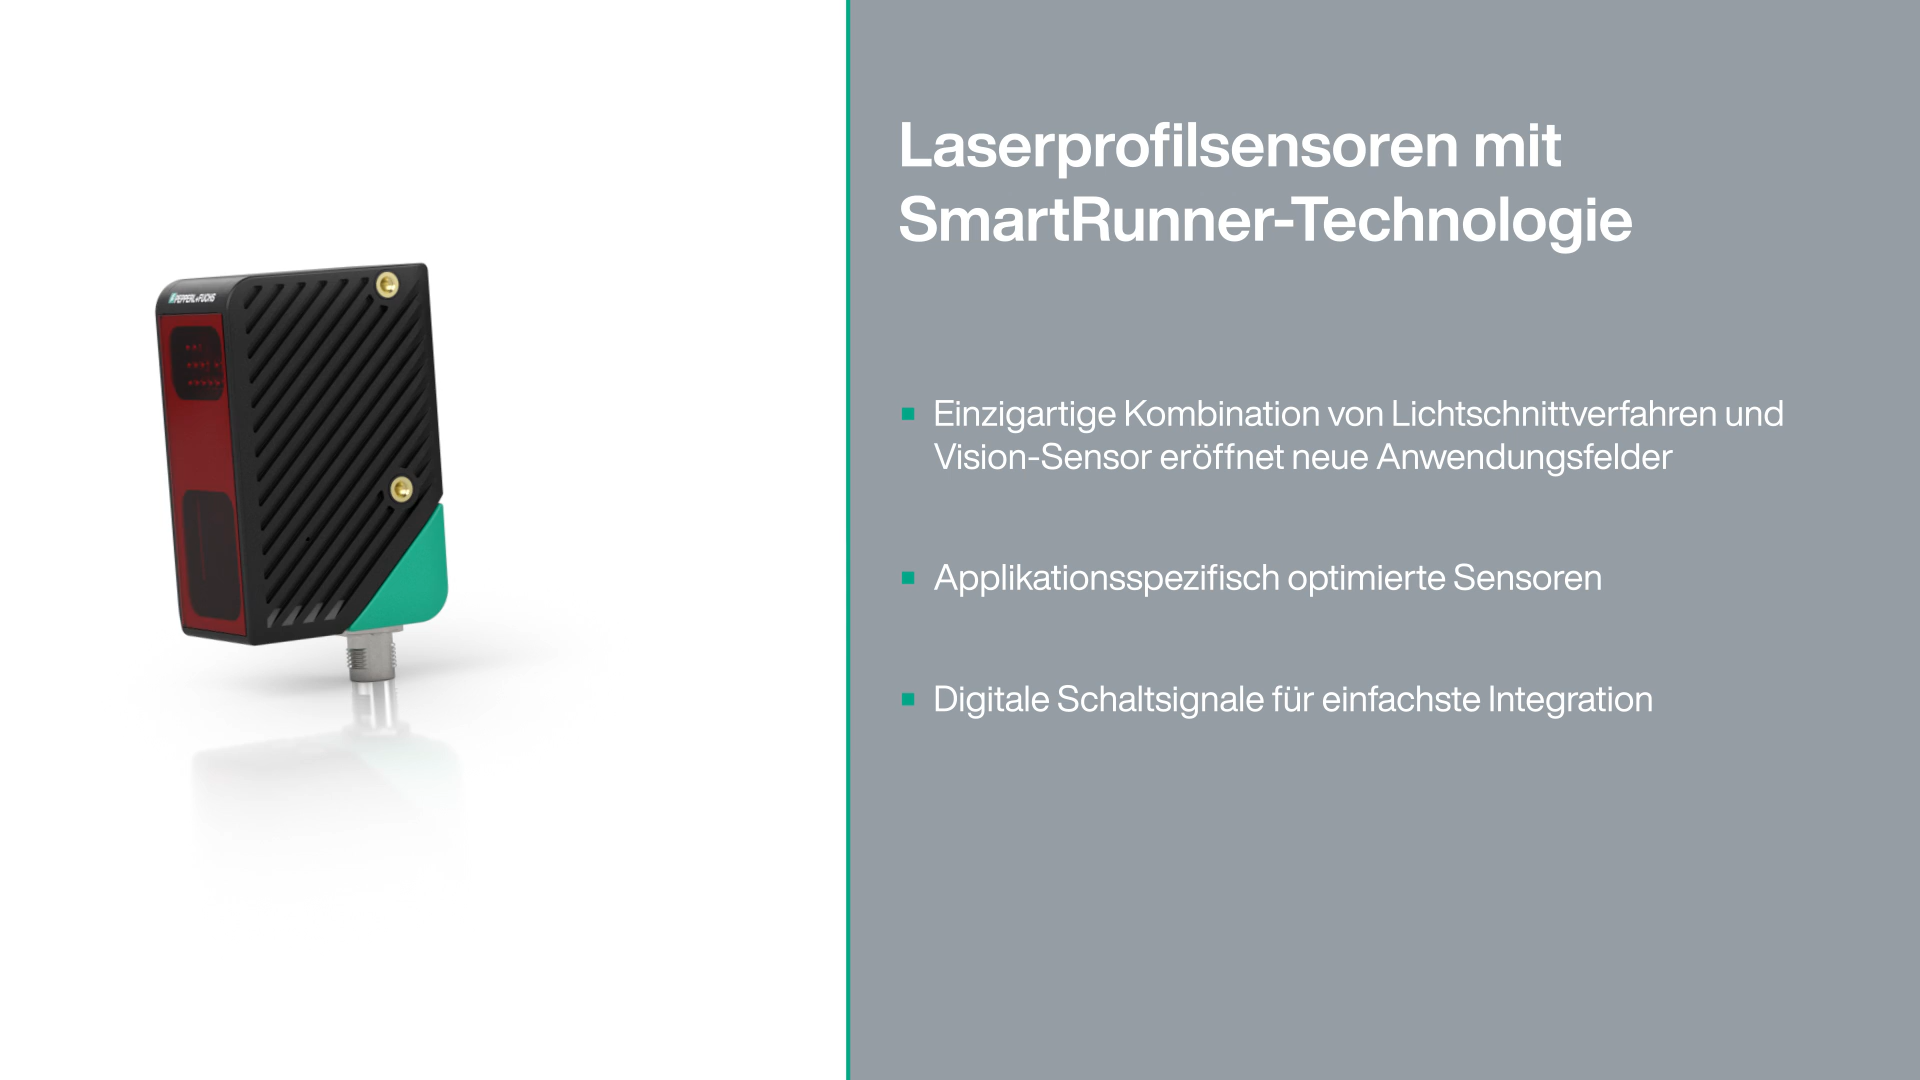 PEPPERL+FUCHS
Laserprofilsensoren mit
SmartRunner-Technologie
Einzigartige Kombination von Lichtschnittverfahren und
Vision-Sensor eröffnet neue Anwendungsfelder
Applikationsspezifisch optimierte Sensoren
Digitale Schaltsignale für einfachste Integration